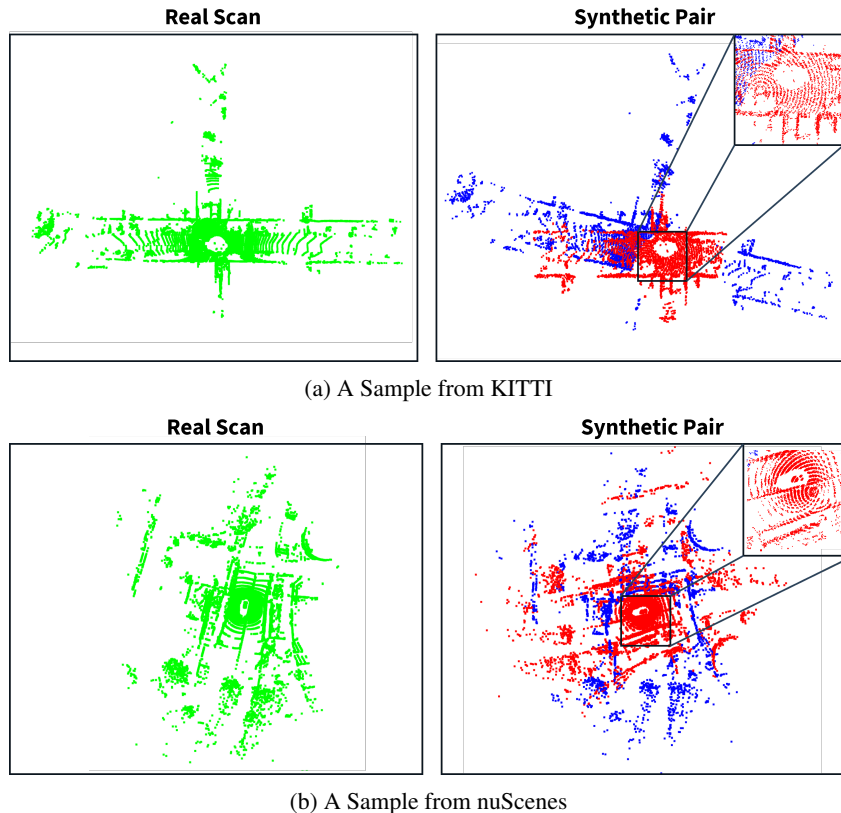 Real Scan
Synthetic Pair
(a) A Sample from KITTI
Real Scan
Synthetic Pair
(b) A Sample from nuScenes